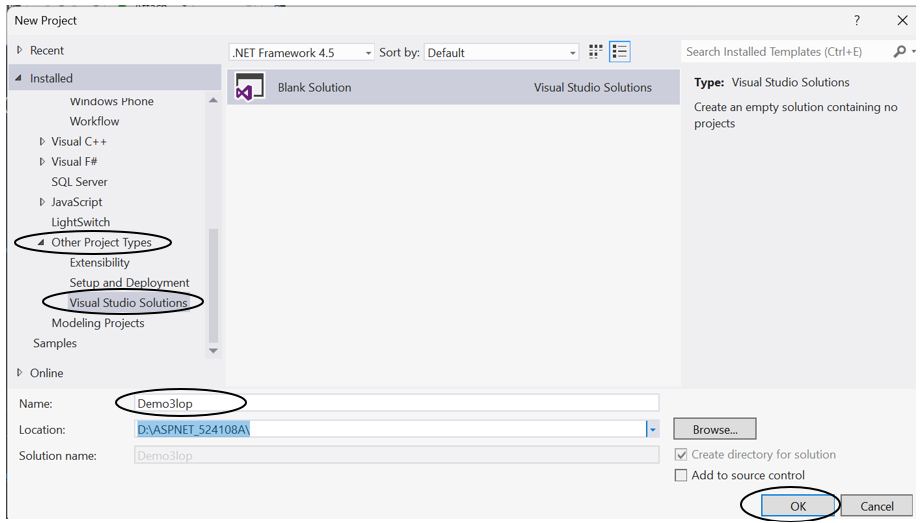 New Project
?
Recent
.NET Framework 4.5
Sort by:
Default
Search Installed Templates (Ctrl+E)
Installed
Windows Phone
Workflow
Visual C++
Visual F#
SQL Server
JavaScript
LightSwitch
Other Project Types
Extensibility
Setup and Deployment
Visual Studio Solutions
Modeling Projects
Samples
Online
Blank Solution
Visual Studio Solutions
Type: Visual Studio Solutions
Create an empty solution containing no
projects
Name:
Demo3lop
Location:
D:\ASPNET_524108A\
Browse...
Solution name:
Demo3lop
Create directory for solution
Add to source control
OK
Cancel